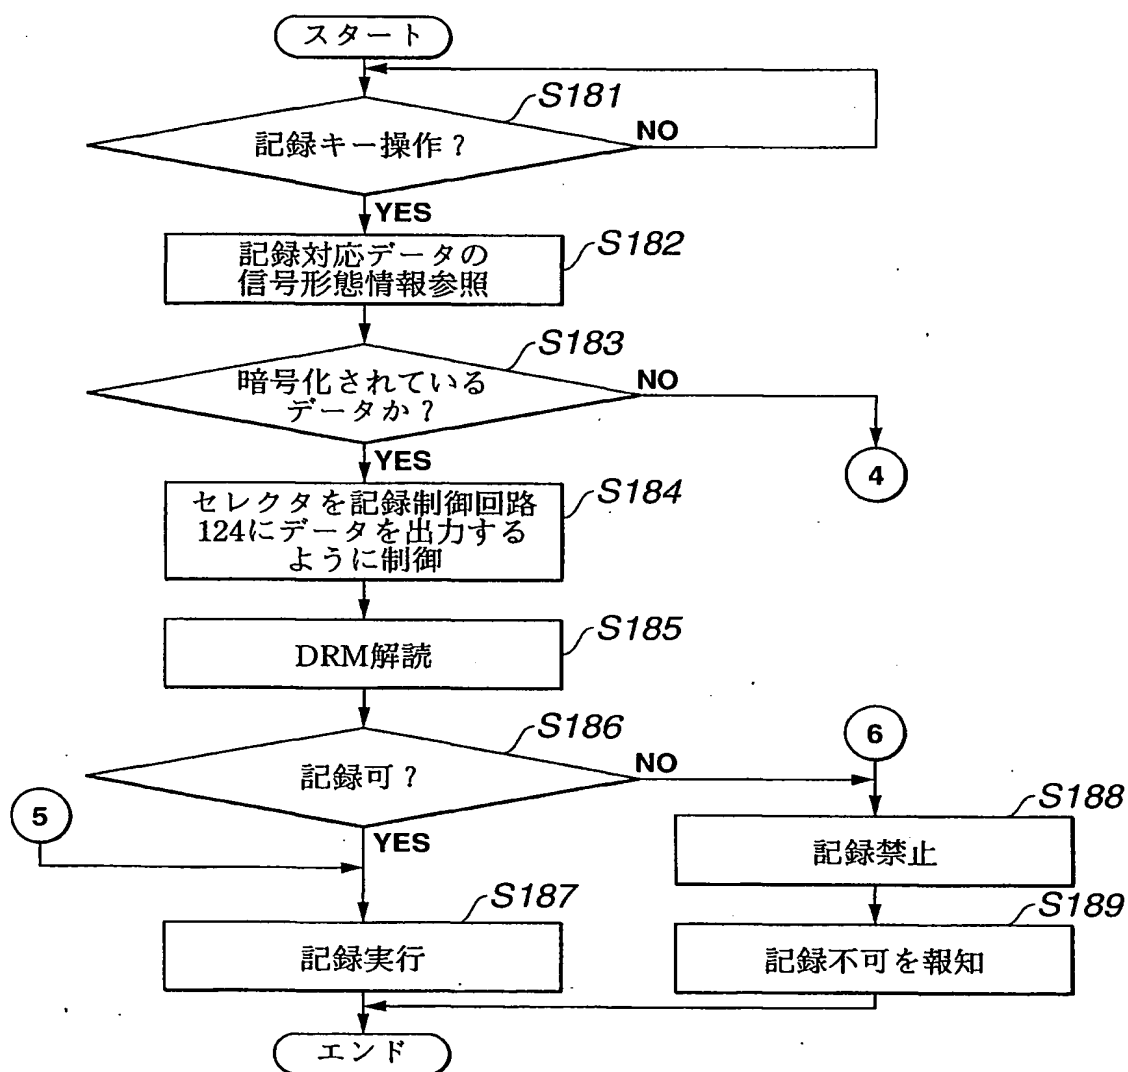 スタート
S181
記録キー操作？
NO
YES
S182
記録対応データの
信号形態情報参照
S183
暗号化されている
データか？
NO
YES
4
S184
セレクタを記録制御回路
124にデータを出力する
ように制御
S185
DRM解読
S186
記録可？
NO
6
YES
5
S188
記録禁止
S187
記録実行
S189
記録不可を報知
エンド